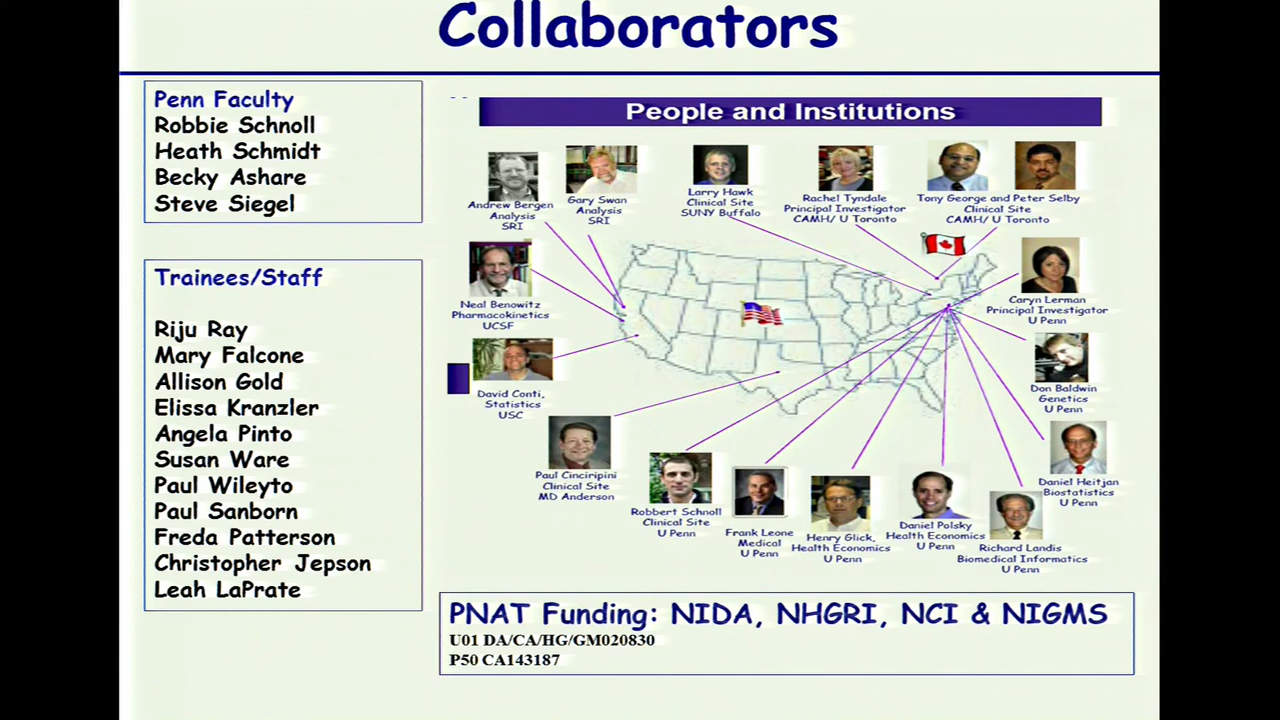 Collaborators
Penn Faculty
Robbie Schnoll
Heath Schmidt
Becky Ashare
Steve Siegel
Trainees/Staff
Riju Ray
Mary Falcone
Allison Gold
Elissa Kranzler
Angela Pinto
Susan Ware
Paul Wileyto
Paul Sanborn
Freda Patterson
Christopher Jepson
Leah LaPrate
People and Institutions
Andrew Bergen
Analysis
SRI
Gary Swan
Analysis
SRI
Larry Hawk
Clinical Site
SUNY Buffalo
Rachel Tyndale
Principal Investigator
CAMH/ U Toronto
Tony George and Peter Selby
Clinical Site
CAMH/ U Toronto
Neal Benowitz
Pharmacokinetics
UCSF
Caryn Lerman
Principal Investigator
U Penn
David Conti,
Statistics
USC
Don Baldwin
Genetics
U Penn
Paul Cinciripini
Clinical Site
MD Anderson
Robbert Schnoll
Clinical Site
U Penn
Frank Leone
Medical
U Penn
Henry Glick,
Health Economics
U Penn
Daniel Polsky
Health Economics
U Penn
Richard Landis
Biomedical Informatics
U Penn
Daniel Heitjan
Biostatistics
U Penn
PNAT Funding: NIDA, NHGRI, NCI & NIGMS
U01 DA/CA/HG/GM020830
P50 CA143187